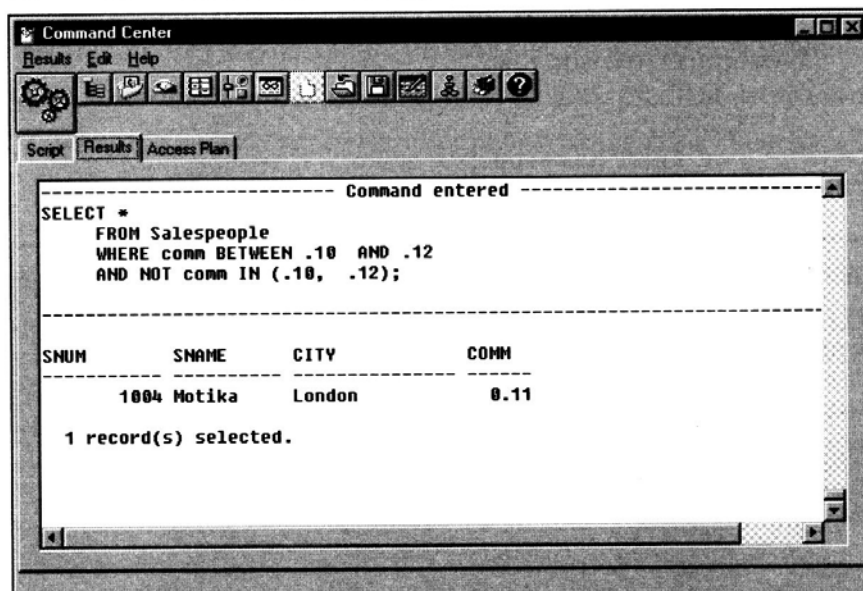 Command Center
Results Edit Help
Script Results Access Plan
------------------------------ Command entered ------------------------------
SELECT *
FROM Salespeople
WHERE comm BETWEEN .10 AND .12
AND NOT comm IN (.10, .12);
------------------------------------------------------------------------------
SNUM SNAME CITY COMM
----------- ---------- --------------- ------
1004 Motika London 0.11
1 record(s) selected.